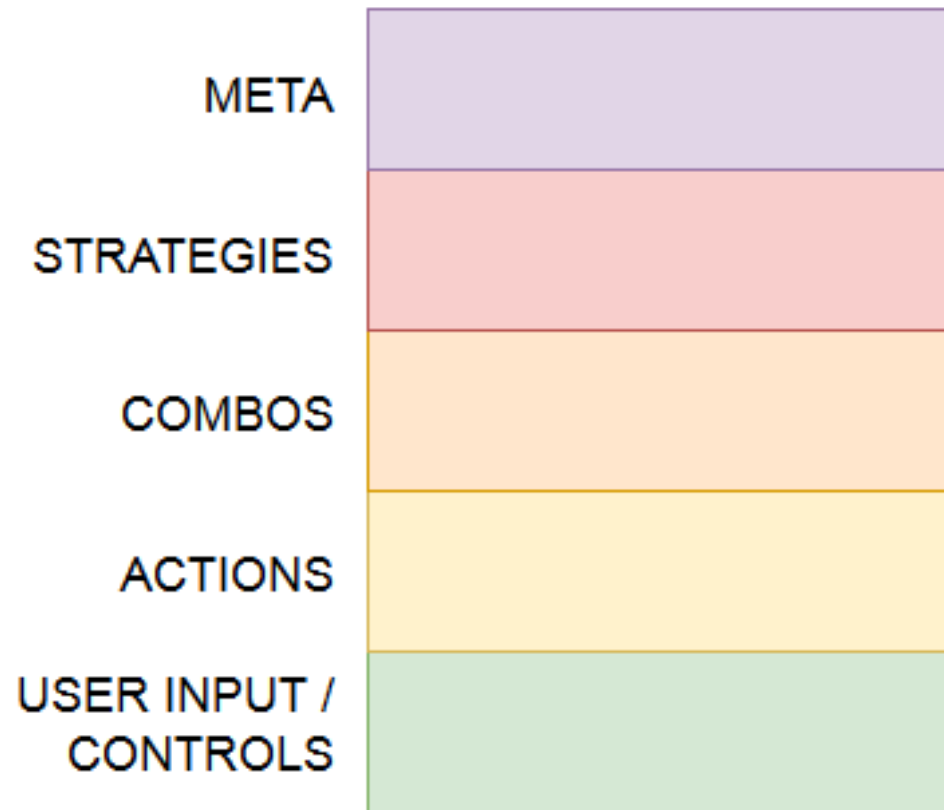 META
STRATEGIES
COMBOS
ACTIONS
USER INPUT /
CONTROLS